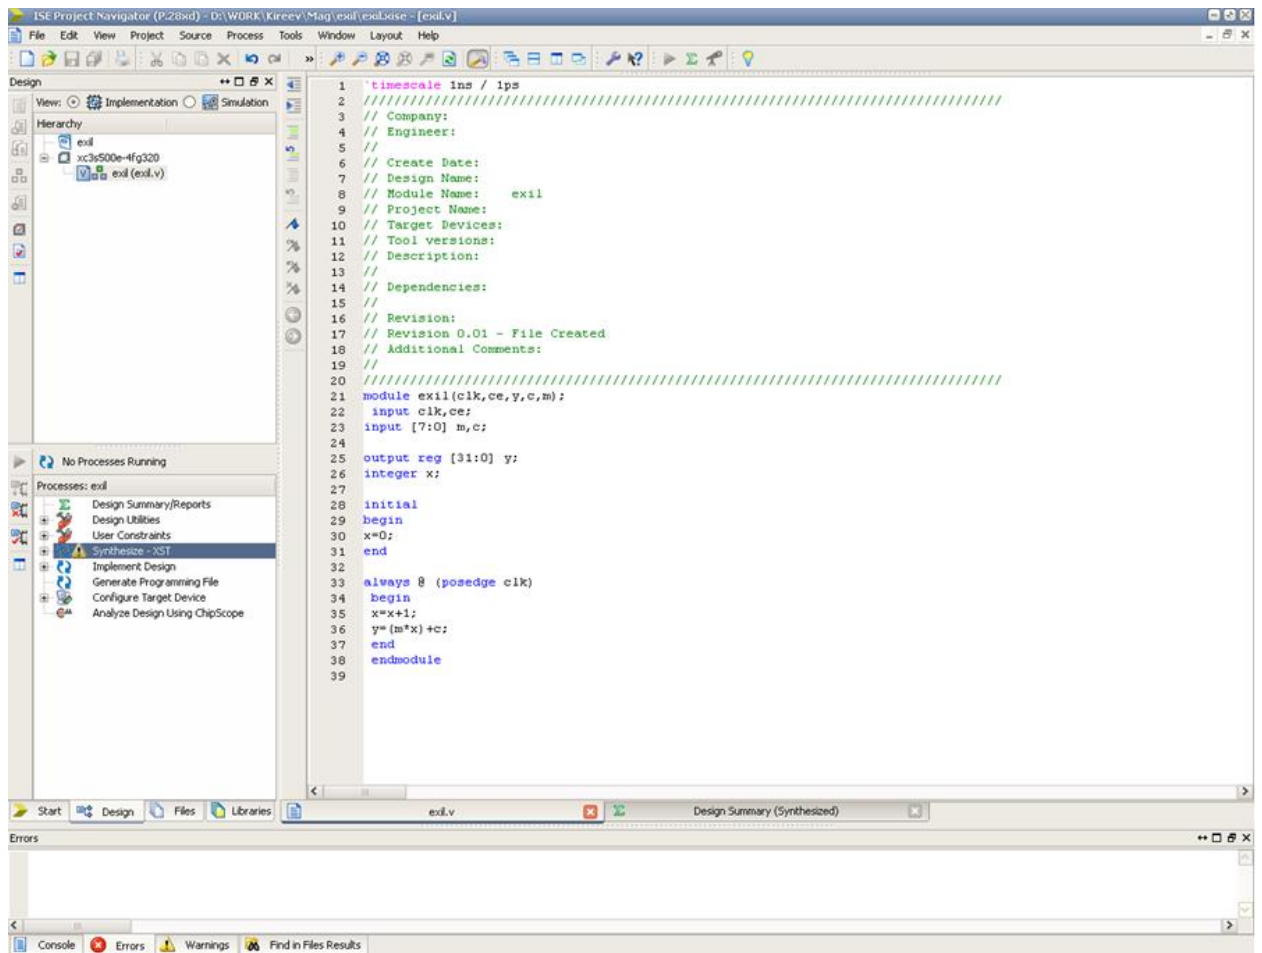 ISE Project Navigator (P.28xd) - D:\WORK\Kireev\Mag\exil\exil.xise - [exil.v]
File Edit View Project Source Process Tools Window Layout Help
Design
View: Implementation Simulation
Hierarchy
exil
xc3s500e-4fg320
exil (exil.v)
No Processes Running
Processes: exil
Design Summary/Reports
Design Utilities
User Constraints
Synthesize - XST
Implement Design
Generate Programming File
Configure Target Device
Analyze Design Using ChipScope
Start Design Files Libraries
1 `timescale 1ns / 1ps
2 //////////////////////////////////////////////////////////////////////////////////
3 // Company:
4 // Engineer:
5 //
6 // Create Date:
7 // Design Name:
8 // Module Name: exil
9 // Project Name:
10 // Target Devices:
11 // Tool versions:
12 // Description:
13 //
14 // Dependencies:
15 //
16 // Revision:
17 // Revision 0.01 - File Created
18 // Additional Comments:
19 //
20 //////////////////////////////////////////////////////////////////////////////////
21 module exil(clk,ce,y,c,m);
22 input clk,ce;
23 input [7:0] m,c;
24
25 output reg [31:0] y;
26 integer x;
27
28 initial
29 begin
30 x=0;
31 end
32
33 always @ (posedge clk)
34 begin
35 x=x+1;
36 y=(m*x)+c;
37 end
38 endmodule
39
exil.v Design Summary (Synthesized)
Errors
Console Errors Warnings Find in Files Results